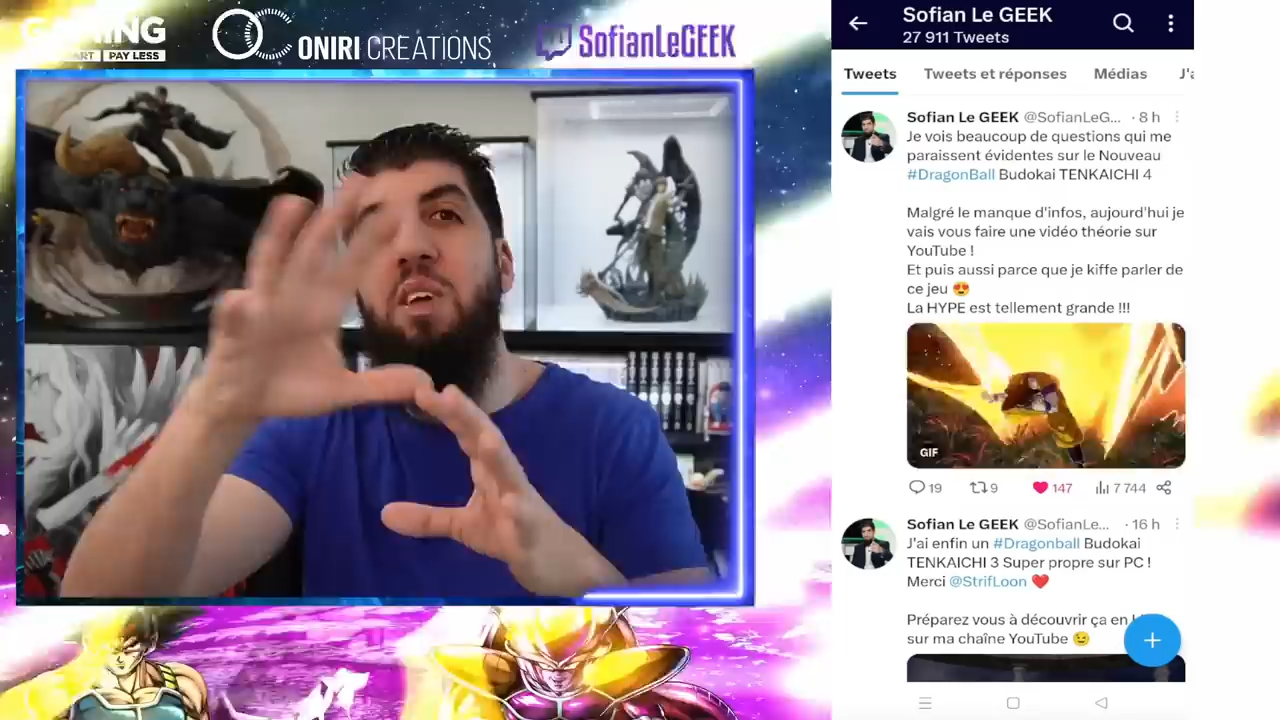 GAMING
ART | PAY LESS
ONIRI CREATIONS
SofianLeGEEK
Sofian Le GEEK
27 911 Tweets
Tweets
Tweets et réponses
Médias
J'a
Sofian Le GEEK @SofianLeG... · 8 h
Je vois beaucoup de questions qui me
paraissent évidentes sur le Nouveau
#DragonBall Budokai TENKAICHI 4
Malgré le manque d'infos, aujourd'hui je
vais vous faire une vidéo théorie sur
YouTube !
Et puis aussi parce que je kiffe parler de
ce jeu 😍
La HYPE est tellement grande !!!
GIF
19
9
147
7 744
Sofian Le GEEK @SofianLe... · 16 h
J'ai enfin un #Dragonball Budokai
TENKAICHI 3 Super propre sur PC !
Merci @StrifLoon ❤️
Préparez vous à découvrir ça en
sur ma chaîne YouTube 😉